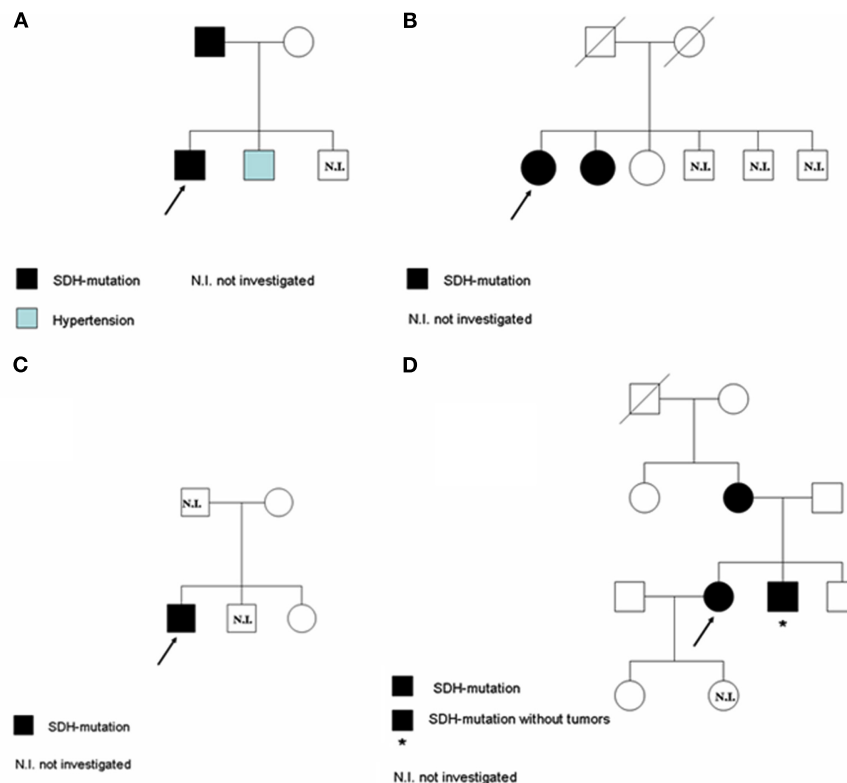 A
B
N.I.
N.I.
N.I.
N.I.
SDH-mutation
N.I. not investigated
Hypertension
SDH-mutation
N.I. not investigated
C
D
N.I.
N.I.
*
N.I.
SDH-mutation
N.I. not investigated
SDH-mutation
SDH-mutation without tumors
*
N.I. not investigated